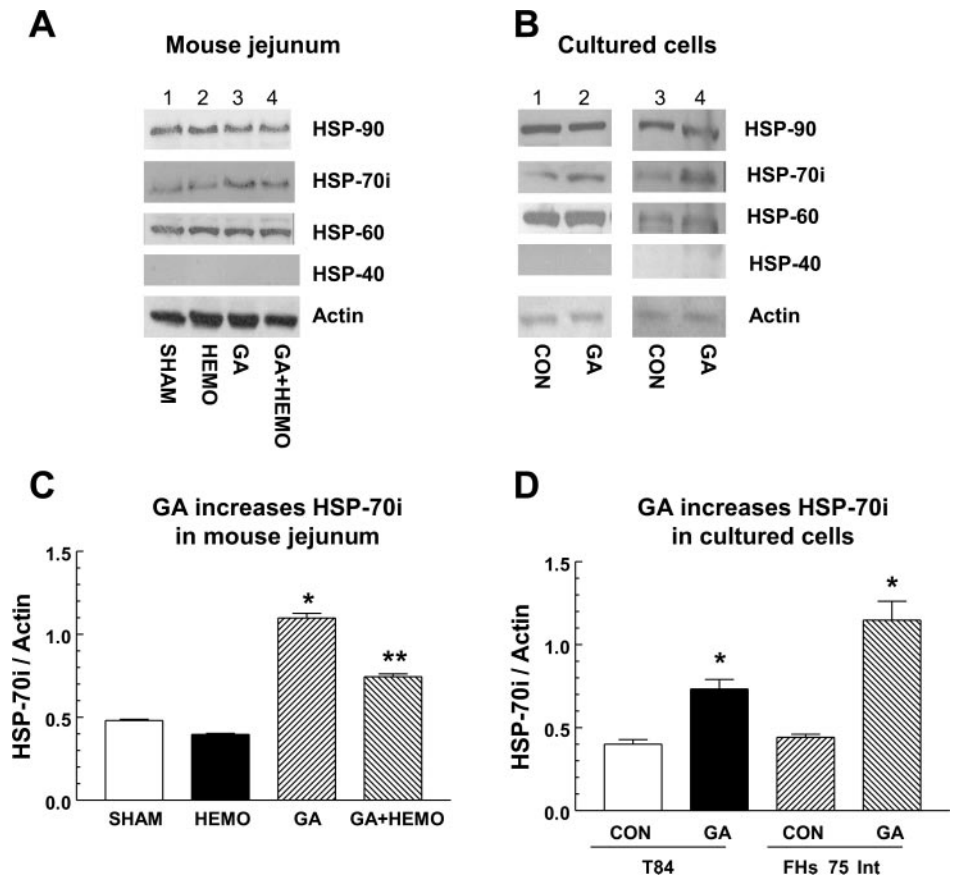 A
Mouse jejunum
1 2 3 4
HSP-90
HSP-70i
HSP-60
HSP-40
Actin
SHAM
HEMO
GA
GA+HEMO
B
Cultured cells
1 2 3 4
HSP-90
HSP-70i
HSP-60
HSP-40
Actin
CON
GA
CON
GA
C
GA increases HSP-70i
in mouse jejunum
HSP-70i / Actin
1.5
1.0
0.5
0.0
*
**
SHAM HEMO GA GA+HEMO
D
GA increases HSP-70i
in cultured cells
HSP-70i / Actin
1.5
1.0
0.5
0.0
*
*
CON GA CON GA
T84 FHs 75 Int